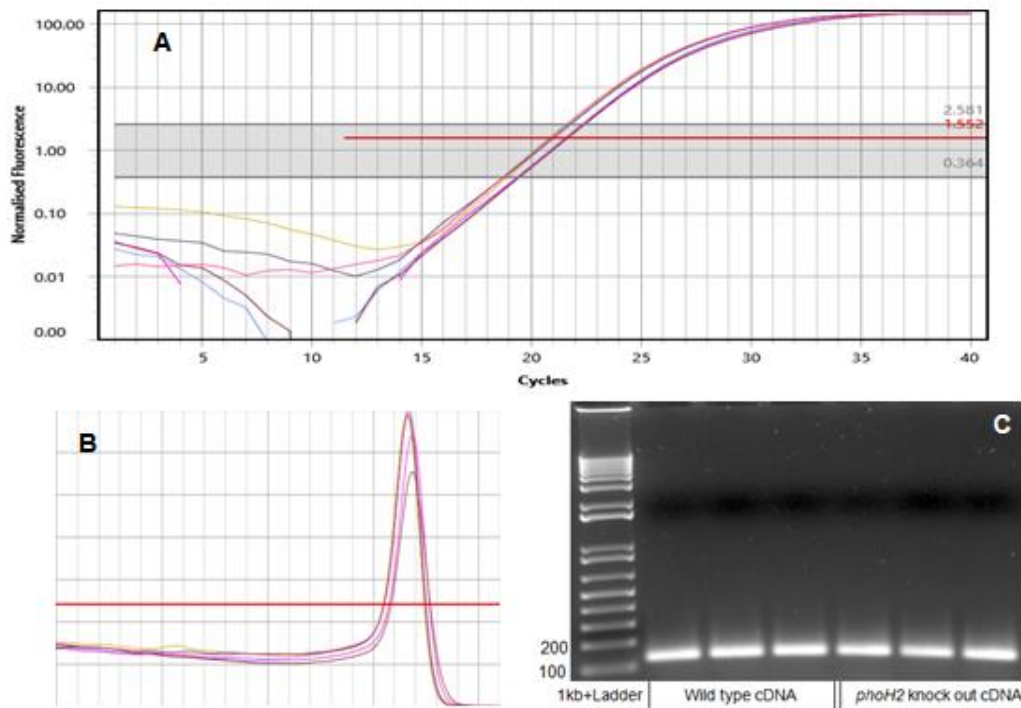 A
100.00
10.00
1.00
0.10
0.01
0.00
Normalised Fluorescence
2.581
1.552
0.364
5 10 15 20 25 30 35 40
Cycles
B
C
200
100
1kb+Ladder Wild type cDNA phoH2 knock out cDNA